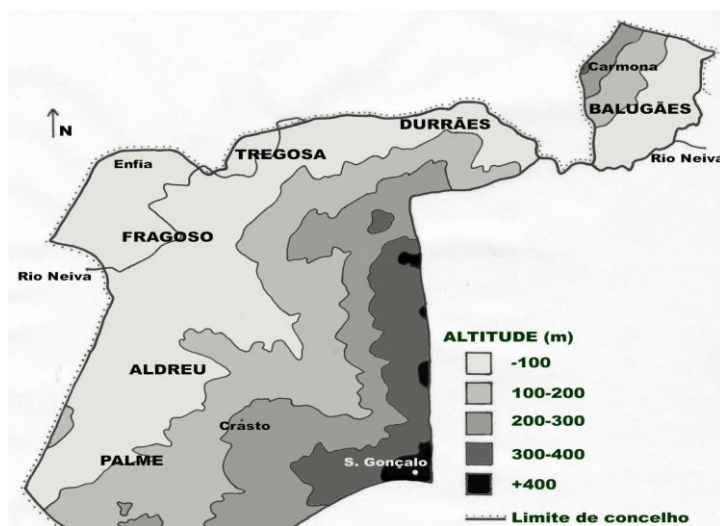 Carmona
BALUGÃES
DURRÃES
N
TREGOSA
Enfia
Rio Neiva
FRAGOSO
Rio Neiva
ALTITUDE (m)
-100
ALDREU
100-200
200-300
Crásto
300-400
PALME
S. Gonçalo
+400
Limite de concelho